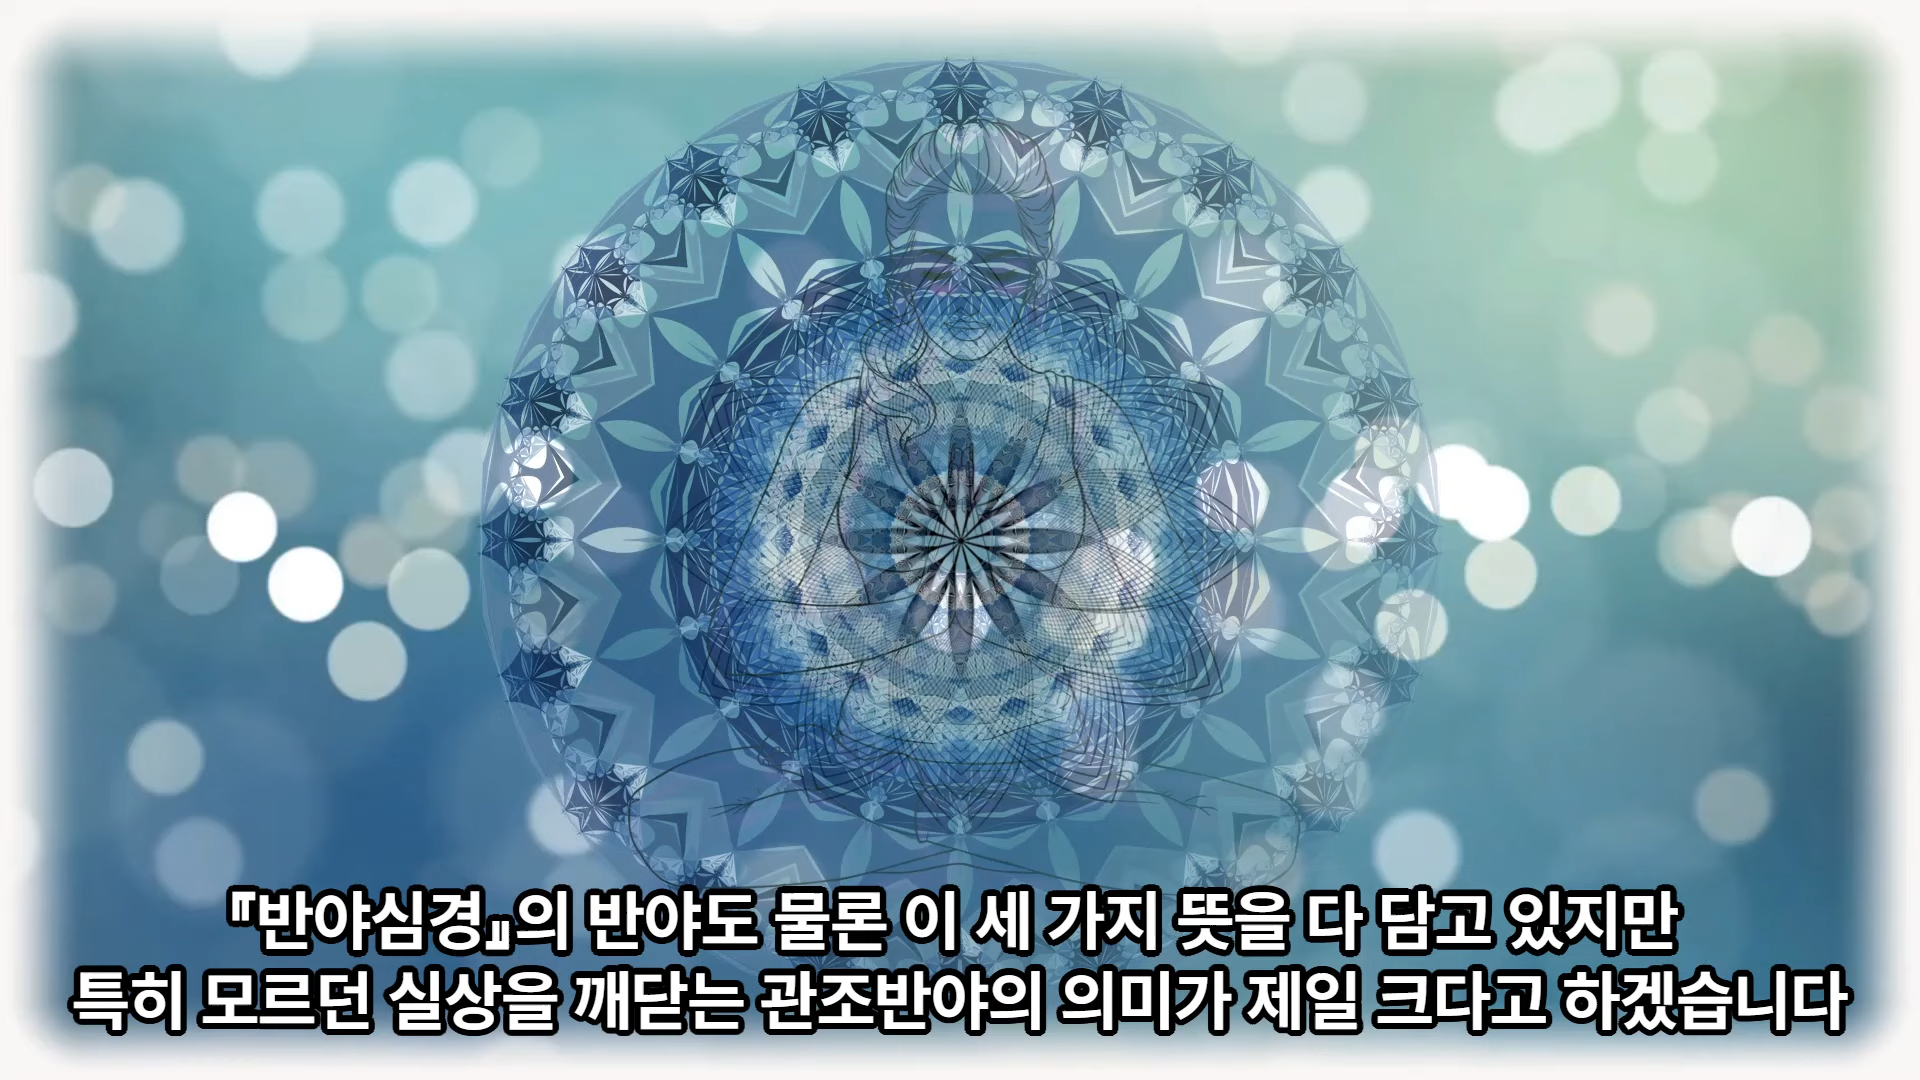 『반야심경』의 반야도 물론 이 세 가지 뜻을 다 담고 있지만
특히 모르던 실상을 깨닫는 관조반야의 의미가 제일 크다고 하겠습니다